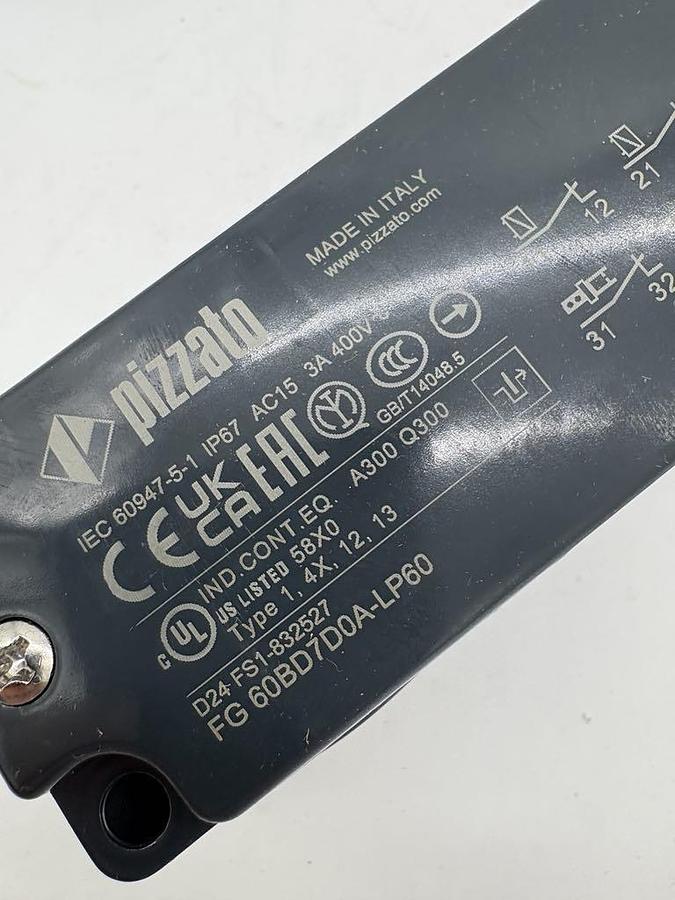 MADE IN ITALY
www.pizzato.com
pizzato
IEC 60947-5-1 IP67 AC15 3A 400V~
CE UK CA EAC CCC
GB/T14048.5
IND.CONT.EQ. A300 Q300
C UL US LISTED 58X0
Type 1, 4X, 12, 13
D24 FS1-832527
FG 60BD7D0A-LP60
12
21
31
32